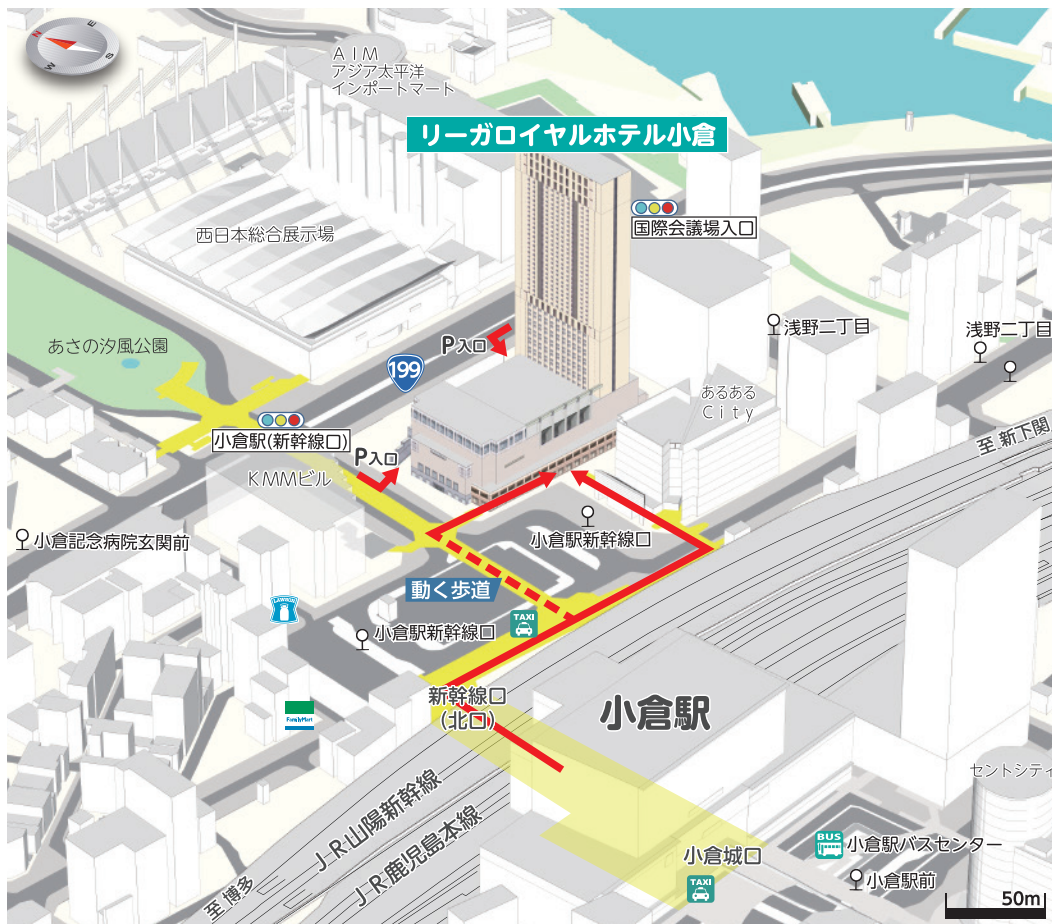 N
E
W
S
AIM
アジア太平洋
インポートマート
リーガロイヤルホテル小倉
国際会議場入口
西日本総合展示場
浅野二丁目
浅野二丁目
あさの汐風公園
P入口
199
あるある
City
小倉駅(新幹線口)
P入口
KMMビル
至 新下関
小倉記念病院玄関前
小倉駅新幹線口
動く歩道
LAWSON
TAXI
小倉駅新幹線口
新幹線口
(北口)
FamilyMart
小倉駅
セントシティ
JR山陽新幹線
JR鹿児島本線
至 博多
小倉城口
TAXI
BUS
小倉駅バスセンター
小倉駅前
50m